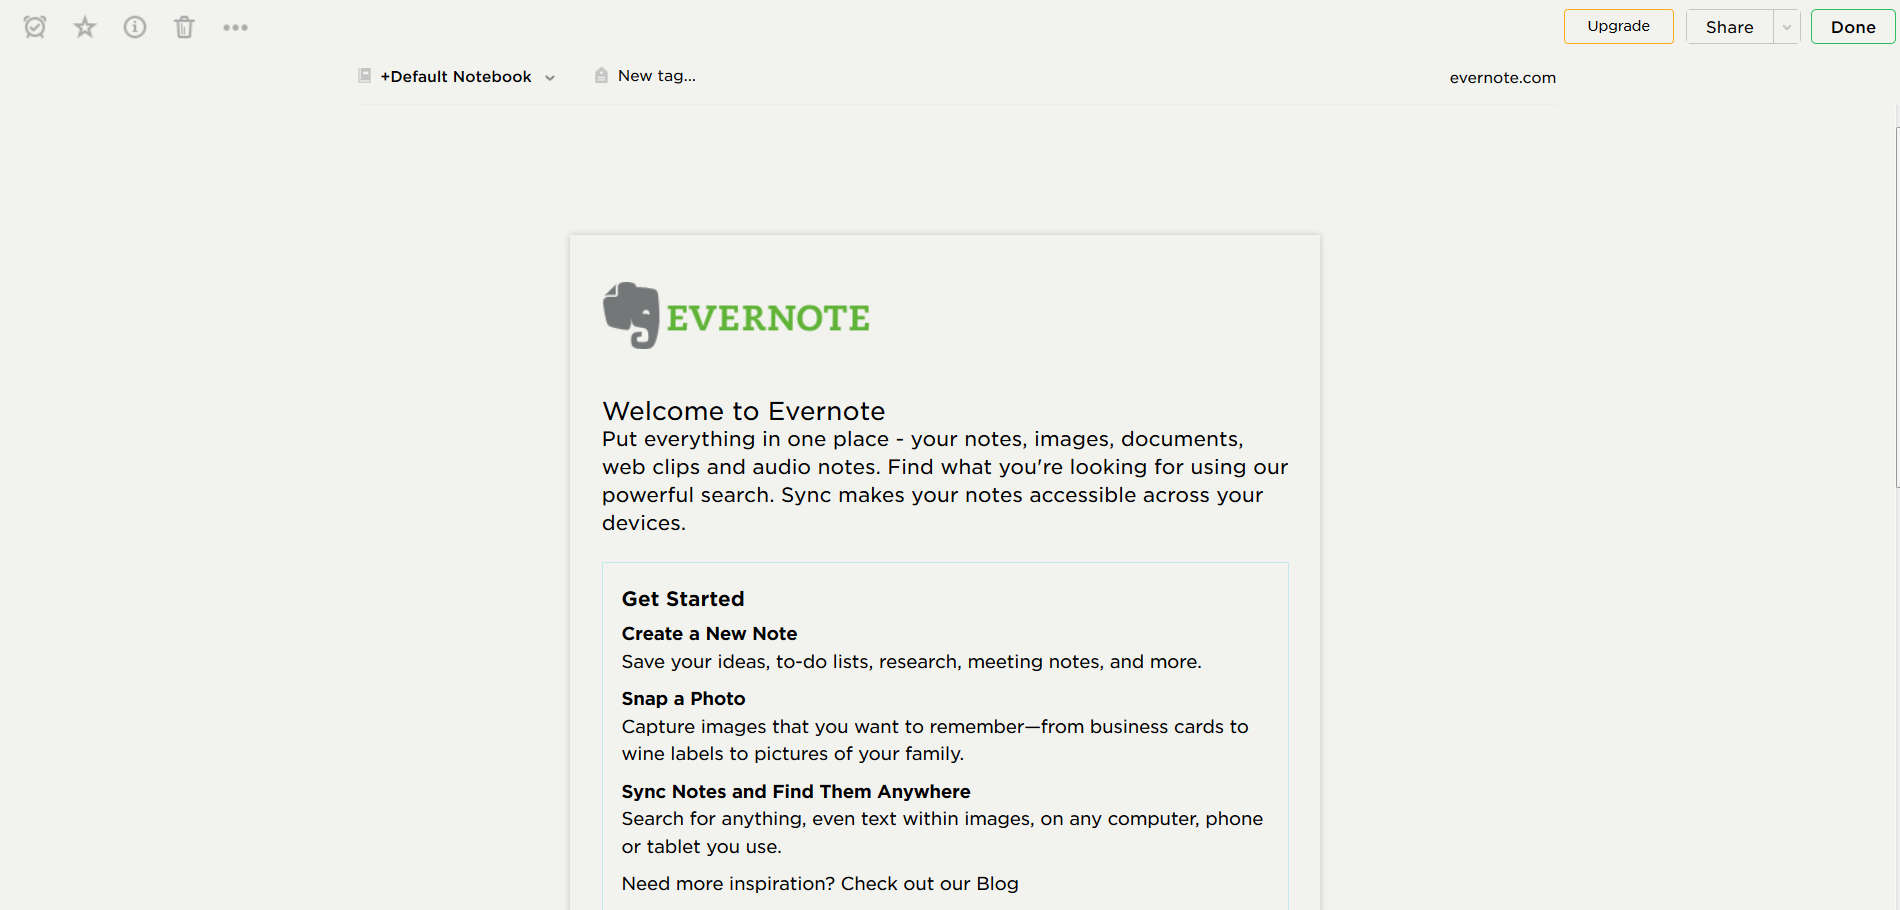 Upgrade
Share
Done
+Default Notebook
New tag...
evernote.com
EVERNOTE
Welcome to Evernote
Put everything in one place - your notes, images, documents,
web clips and audio notes. Find what you're looking for using our
powerful search. Sync makes your notes accessible across your
devices.
Get Started
Create a New Note
Save your ideas, to-do lists, research, meeting notes, and more.
Snap a Photo
Capture images that you want to remember—from business cards to
wine labels to pictures of your family.
Sync Notes and Find Them Anywhere
Search for anything, even text within images, on any computer, phone
or tablet you use.
Need more inspiration? Check out our Blog